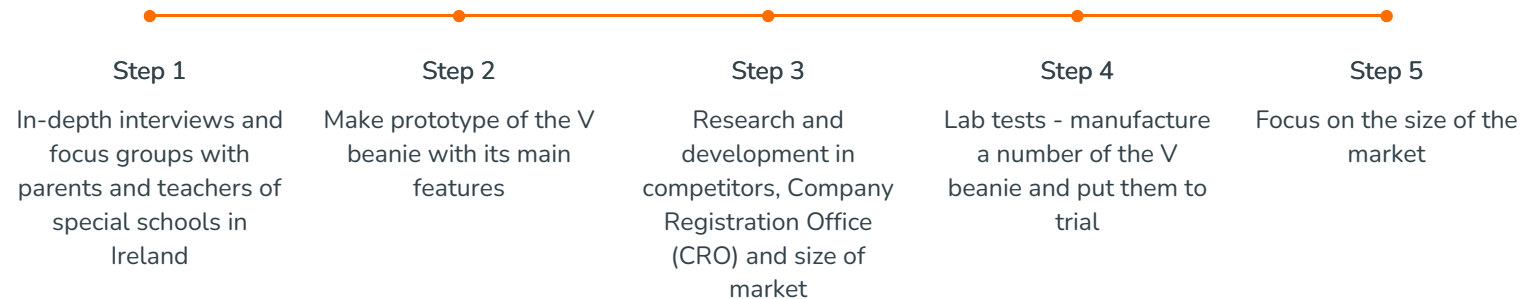 Step 1
In-depth interviews and
focus groups with
parents and teachers of
special schools in
Ireland
Step 2
Make prototype of the V
beanie with its main
features
Step 3
Research and
development in
competitors, Company
Registration Office
(CRO) and size of
market
Step 4
Lab tests - manufacture
a number of the V
beanie and put them to
trial
Step 5
Focus on the size of the
market